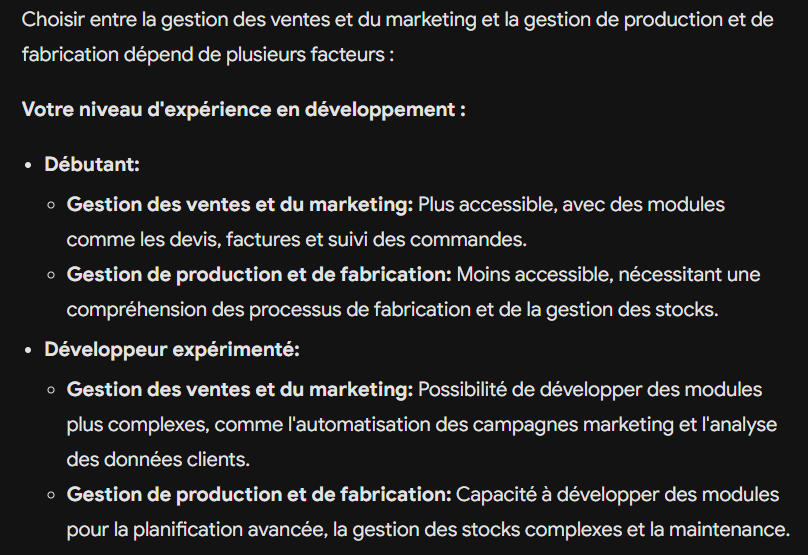 Choisir entre la gestion des ventes et du marketing et la gestion de production et de
fabrication dépend de plusieurs facteurs :
Votre niveau d'expérience en développement :
• Débutant:
◦ Gestion des ventes et du marketing: Plus accessible, avec des modules
comme les devis, factures et suivi des commandes.
◦ Gestion de production et de fabrication: Moins accessible, nécessitant une
compréhension des processus de fabrication et de la gestion des stocks.
• Développeur expérimenté:
◦ Gestion des ventes et du marketing: Possibilité de développer des modules
plus complexes, comme l'automatisation des campagnes marketing et l'analyse
des données clients.
◦ Gestion de production et de fabrication: Capacité à développer des modules
pour la planification avancée, la gestion des stocks complexes et la maintenance.